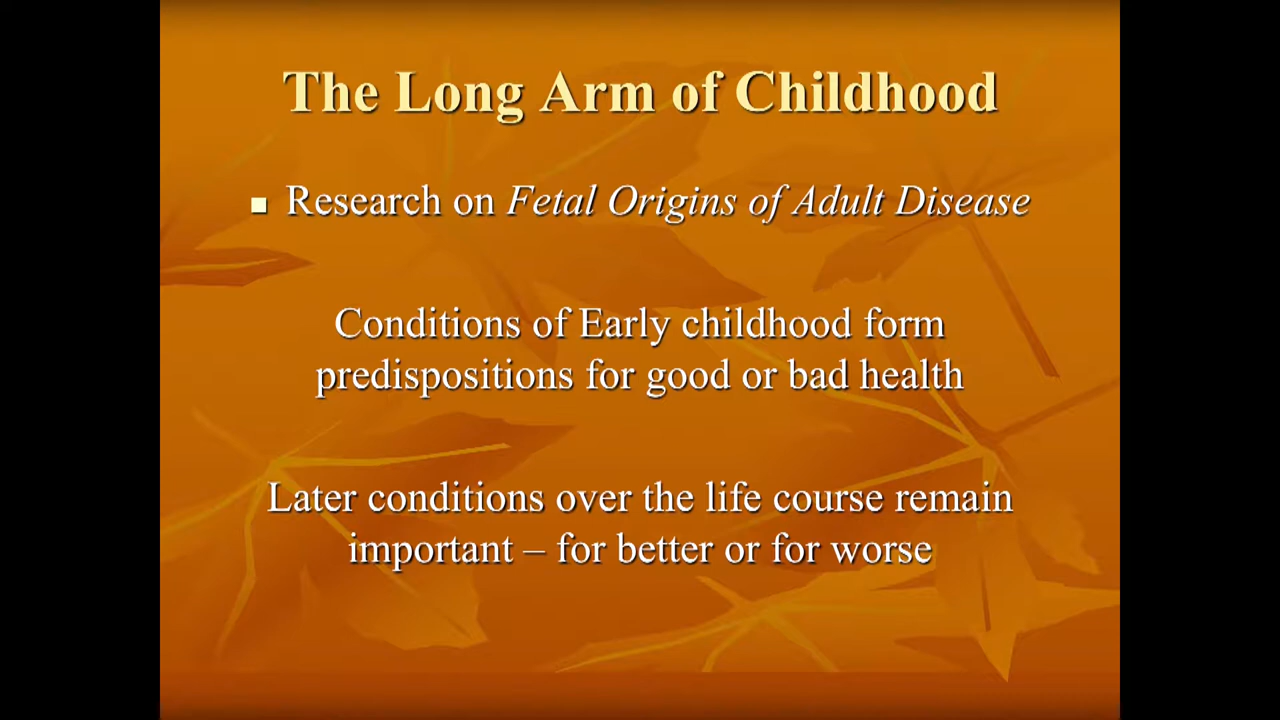 The Long Arm of Childhood
Research on Fetal Origins of Adult Disease
Conditions of Early childhood form
predispositions for good or bad health
Later conditions over the life course remain
important – for better or for worse